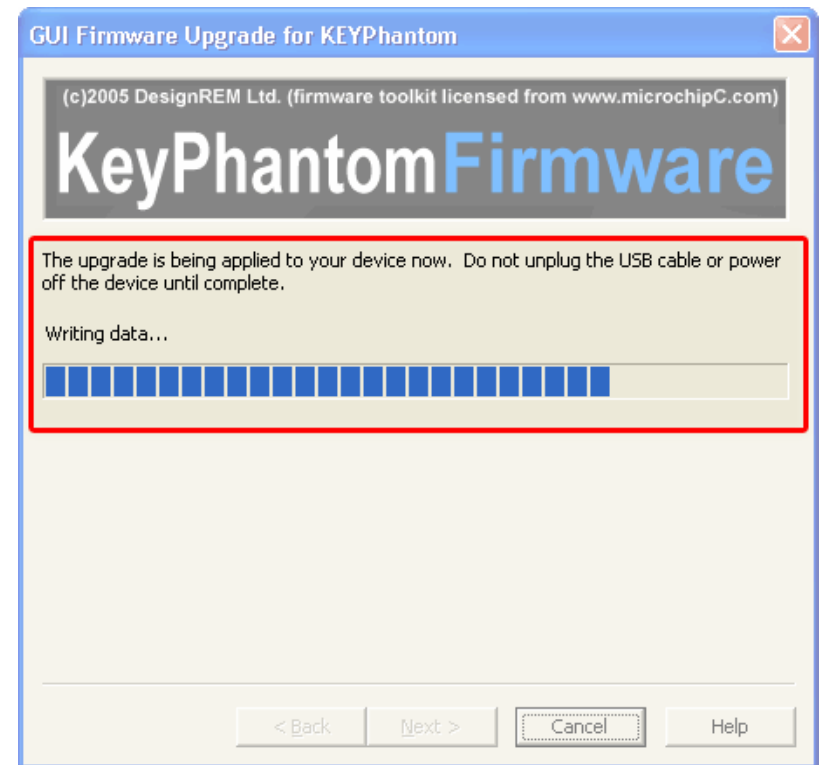 GUI Firmware Upgrade for KEYPhantom
(c)2005 DesignREM Ltd. (firmware toolkit licensed from www.microchipC.com)
KeyPhantomFirmware
The upgrade is being applied to your device now. Do not unplug the USB cable or power
off the device until complete.
Writing data...
< Back Next > Cancel Help